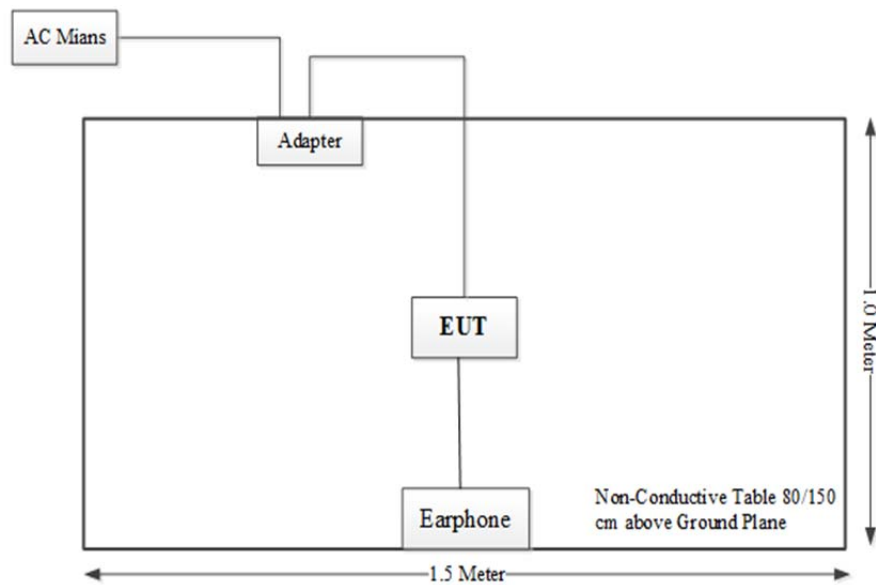 AC Mians
Adapter
EUT
1.0 Meter
Earphone
Non-Conductive Table 80/150
cm above Ground Plane
1.5 Meter